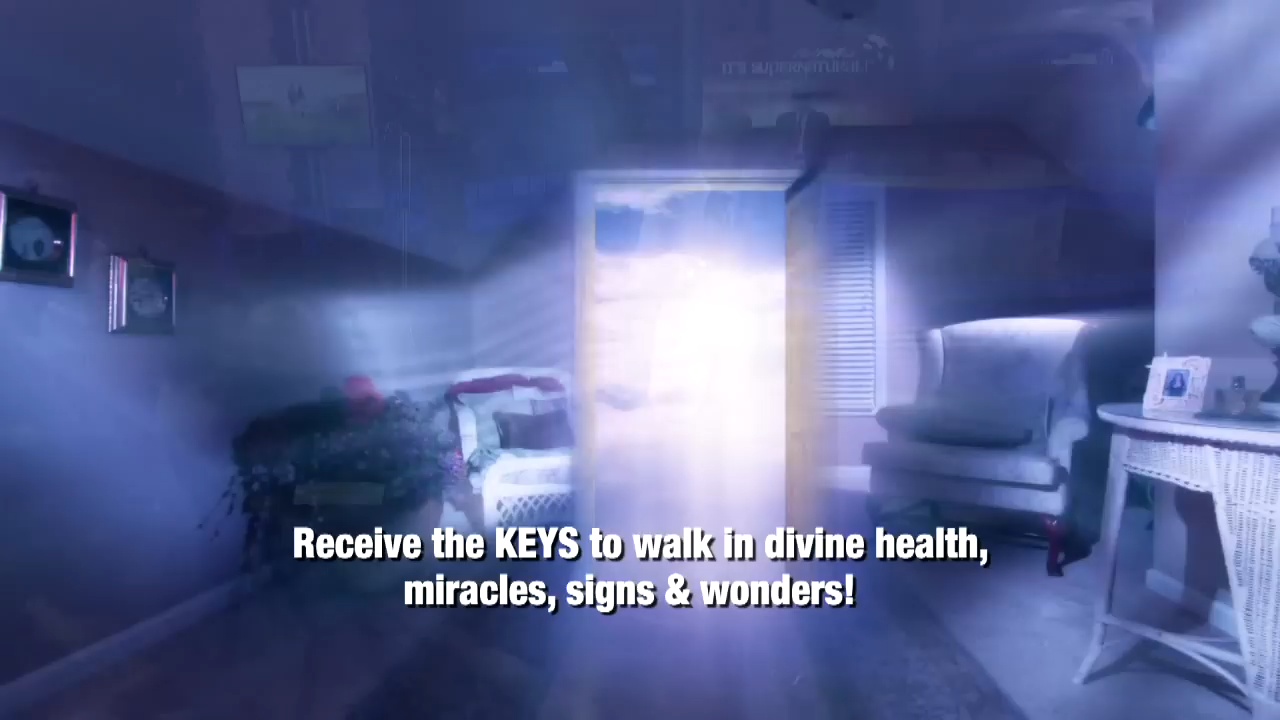 Receive the KEYS to walk in divine health,
miracles, signs & wonders!